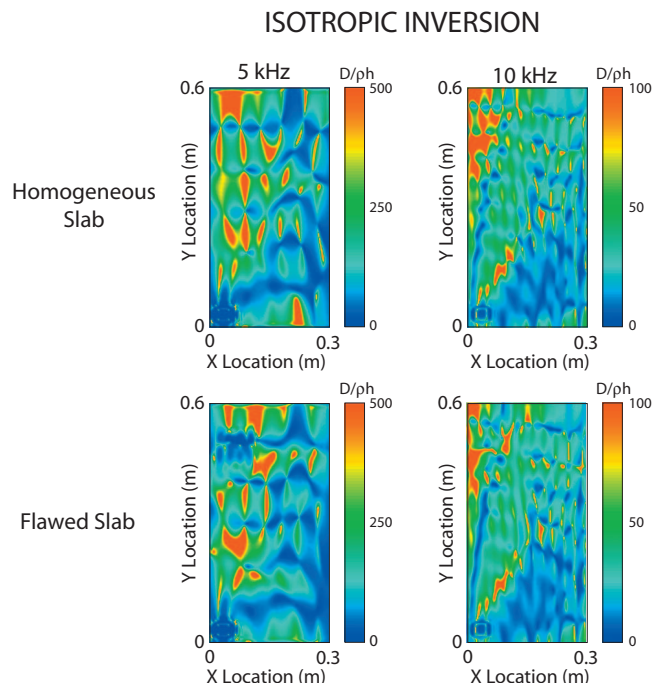 ISOTROPIC INVERSION
5 kHz
D/ρh
10 kHz
D/ρh
Homogeneous
Slab
0.6
Y Location (m)
0
0
0.3
X Location (m)
500
250
0
0.6
Y Location (m)
0
0
0.3
X Location (m)
100
50
0
Flawed Slab
D/ρh
0.6
Y Location (m)
0
0
0.3
X Location (m)
500
250
0
D/ρh
0.6
Y Location (m)
0
0
0.3
X Location (m)
100
50
0